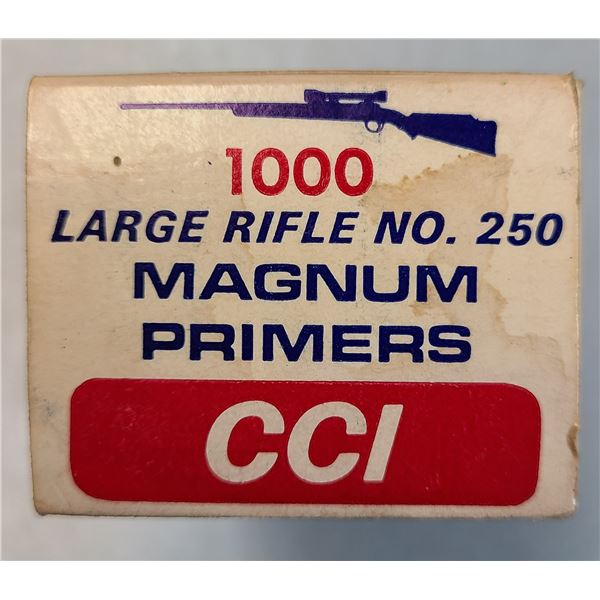 1000
LARGE RIFLE NO. 250
MAGNUM
PRIMERS
CCI